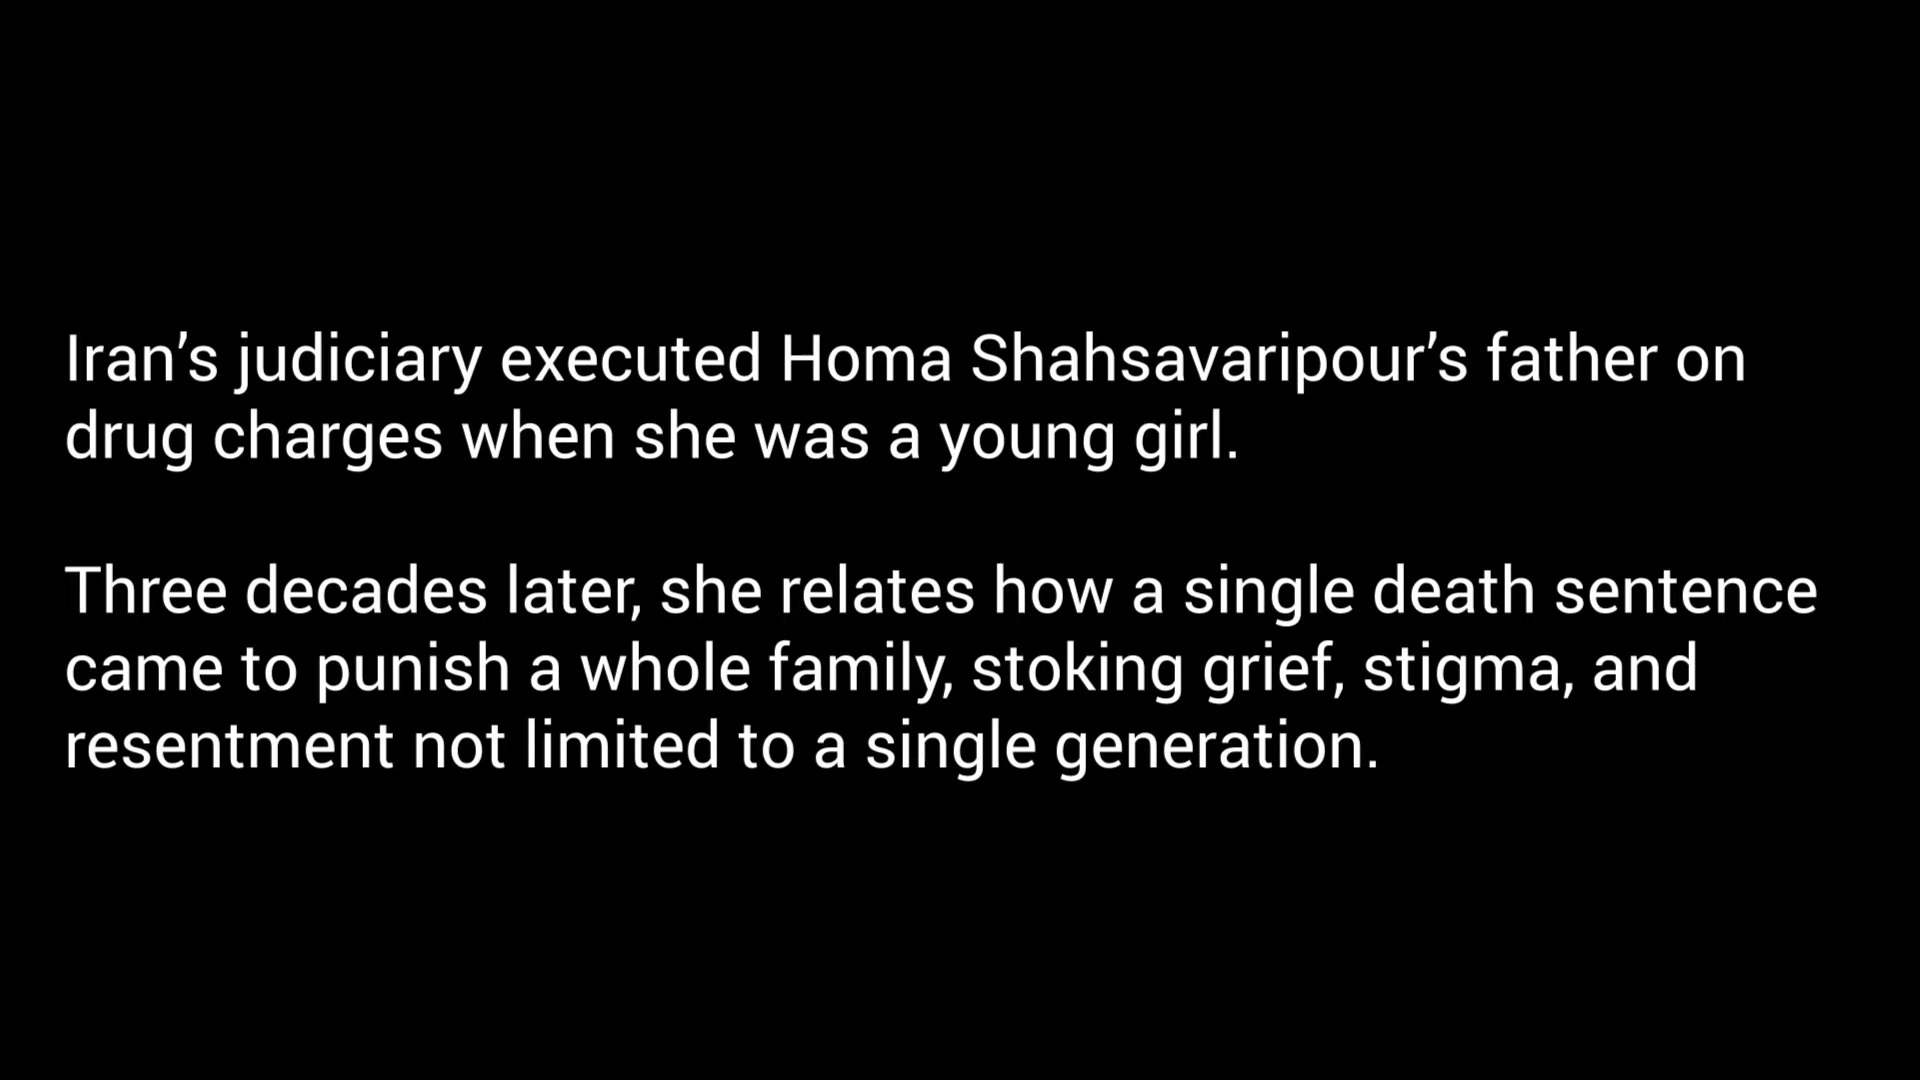 Iran’s judiciary executed Homa Shahsavaripour’s father on
drug charges when she was a young girl.
Three decades later, she relates how a single death sentence
came to punish a whole family, stoking grief, stigma, and
resentment not limited to a single generation.